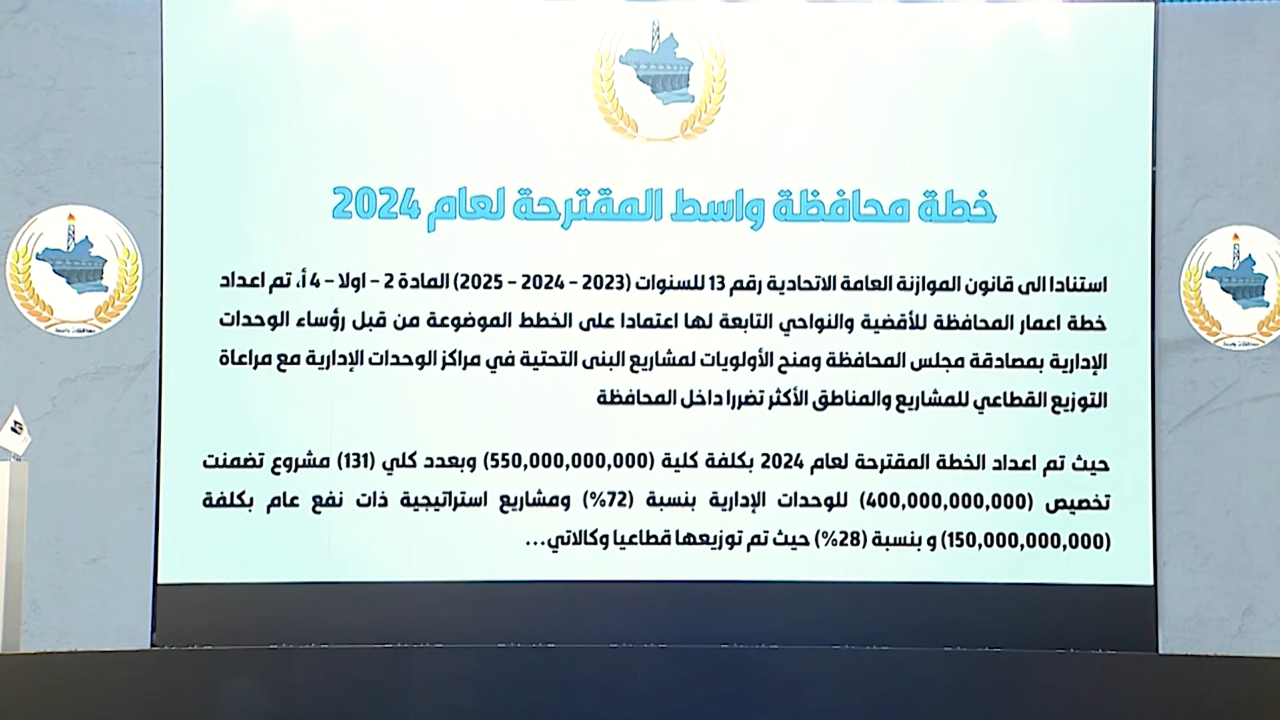 خطة محافظة واسط المقترحة لعام 2024
استنادا الى قانون الموازنة العامة الاتحادية رقم 13 للسنوات (2023 – 2024 – 2025) المادة 2 – اولا – 4 أ، تم اعداد
خطة اعمار المحافظة للأقضية والنواحي التابعة لها اعتمادا على الخطط الموضوعة من قبل رؤساء الوحدات
الإدارية بمصادقة مجلس المحافظة ومنح الأولويات لمشاريع البنى التحتية في مراكز الوحدات الإدارية مع مراعاة
التوزيع القطاعي للمشاريع والمناطق الأكثر تضررا داخل المحافظة
حيث تم اعداد الخطة المقترحة لعام 2024 بكلفة كلية (550,000,000,000) وبعدد كلي (131) مشروع تضمنت
تخصيص (400,000,000,000) للوحدات الإدارية بنسبة (72%) ومشاريع استراتيجية ذات نفع عام بكلفة
(150,000,000,000) و بنسبة (28%) حيث تم توزيعها قطاعيا وكالاتي...
محافظة واسط
محافظة واسط